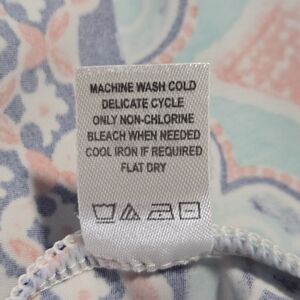 MACHINE WASH COLD
DELICATE CYCLE
ONLY NON-CHLORINE
BLEACH WHEN NEEDED
COOL IRON IF REQUIRED
FLAT DRY